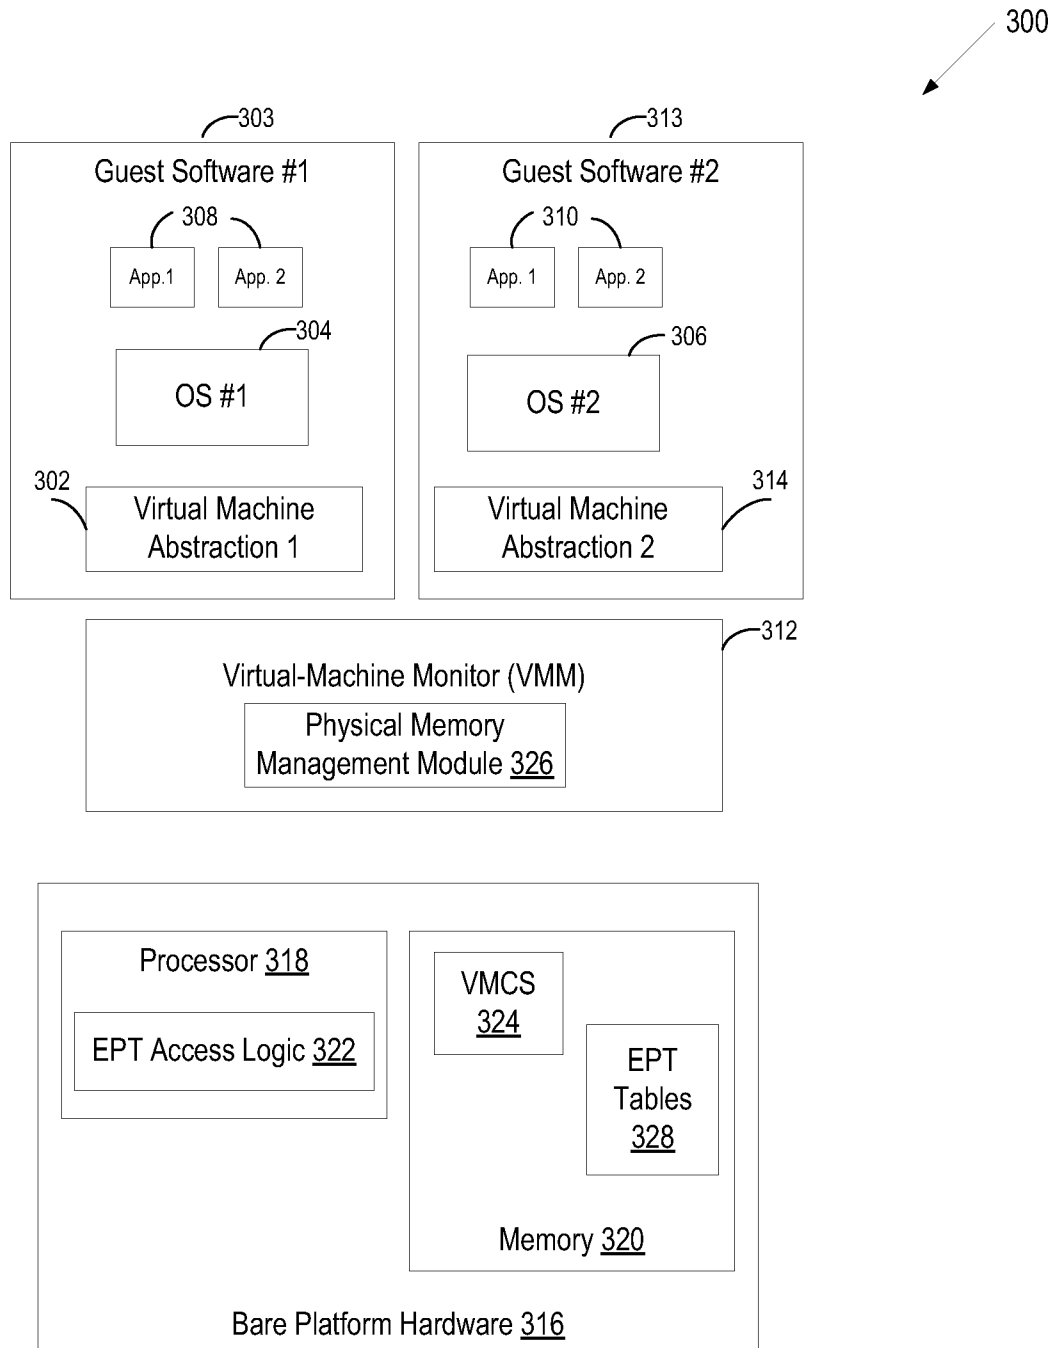 300
303
313
Guest Software #1
Guest Software #2
308
310
App.1
App. 2
App. 1
App. 2
304
306
OS #1
OS #2
302
314
Virtual Machine
Abstraction 1
Virtual Machine
Abstraction 2
312
Virtual-Machine Monitor (VMM)
Physical Memory
Management Module 326
Processor 318
EPT Access Logic 322
VMCS
324
EPT
Tables
328
Memory 320
Bare Platform Hardware 316